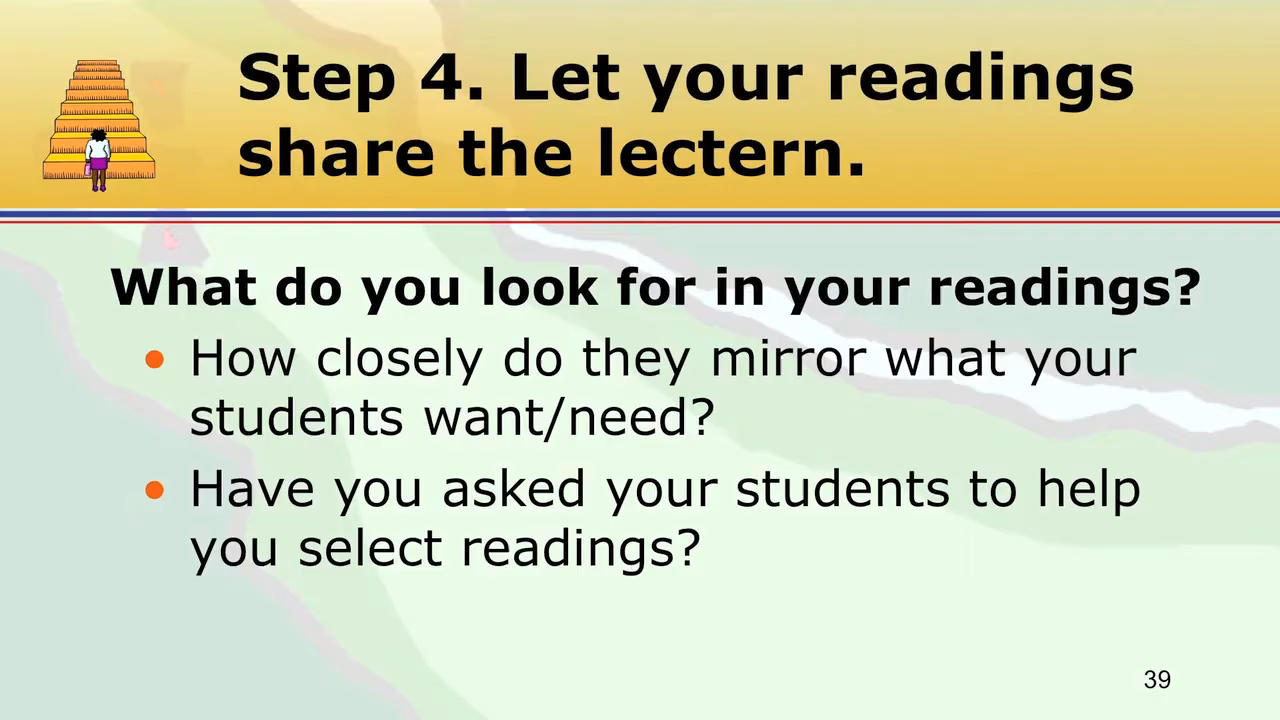 Step 4. Let your readings
share the lectern.
What do you look for in your readings?
• How closely do they mirror what your
students want/need?
• Have you asked your students to help
you select readings?
39